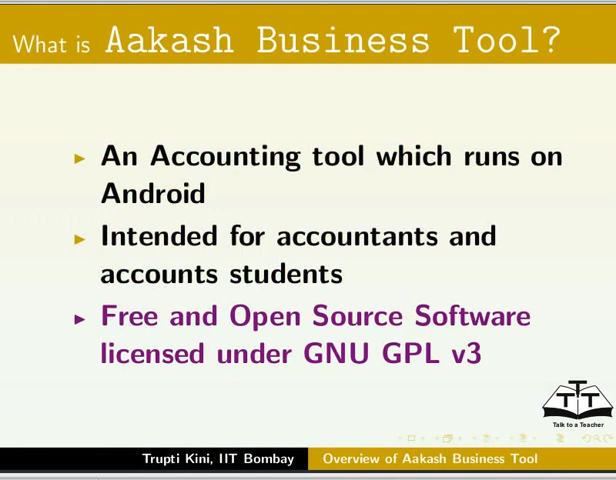 What is Aakash Business Tool?
An Accounting tool which runs on
Android
Intended for accountants and
accounts students
Free and Open Source Software
licensed under GNU GPL v3
TTT
Talk to a Teacher
Trupti Kini, IIT Bombay Overview of Aakash Business Tool